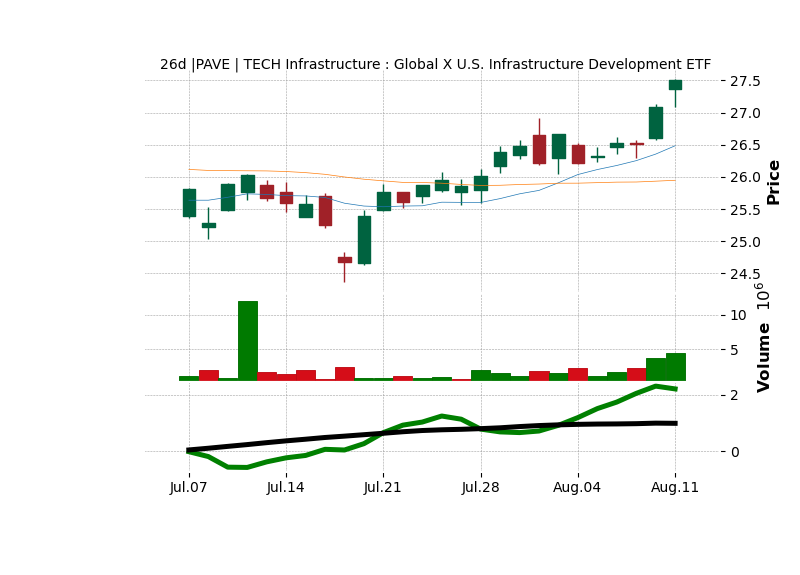 26d |PAVE | TECH Infrastructure : Global X U.S. Infrastructure Development ETF
27.5
27.0
26.5
26.0
25.5
25.0
24.5
Price
10
5
Volume 10^6
2
0
Jul.07 Jul.14 Jul.21 Jul.28 Aug.04 Aug.11